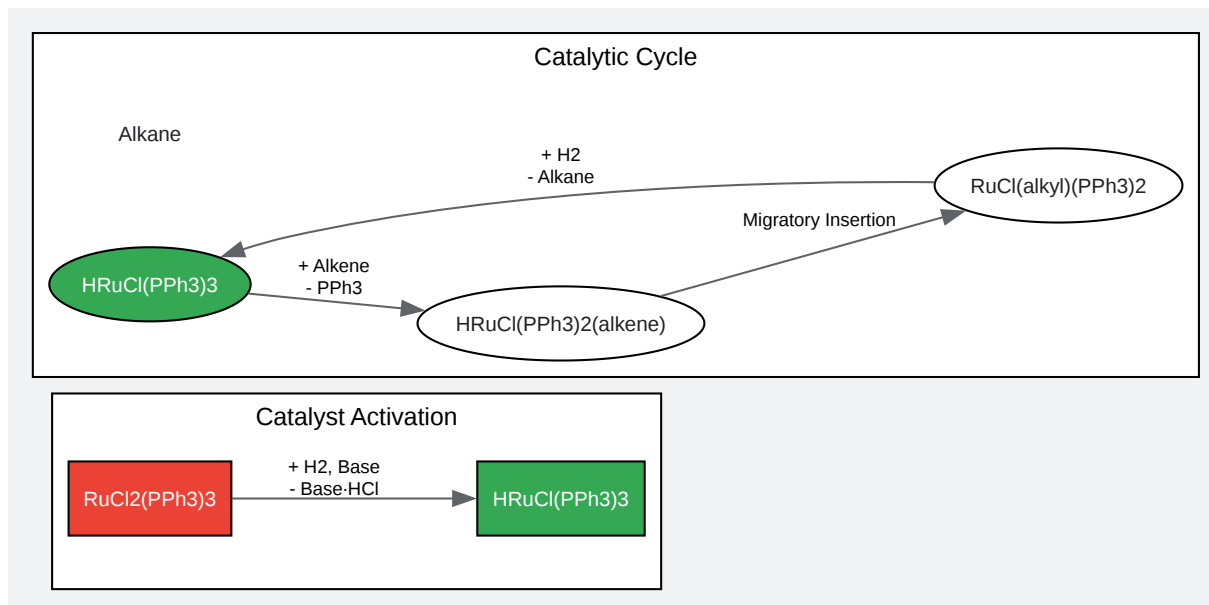 Catalytic Cycle
Alkane
+ H2
- Alkane
RuCl(alkyl)(PPh3)2
Migratory Insertion
HRuCl(PPh3)3
+ Alkene
- PPh3
HRuCl(PPh3)2(alkene)
Catalyst Activation
RuCl2(PPh3)3
+ H2, Base
- Base·HCl
HRuCl(PPh3)3